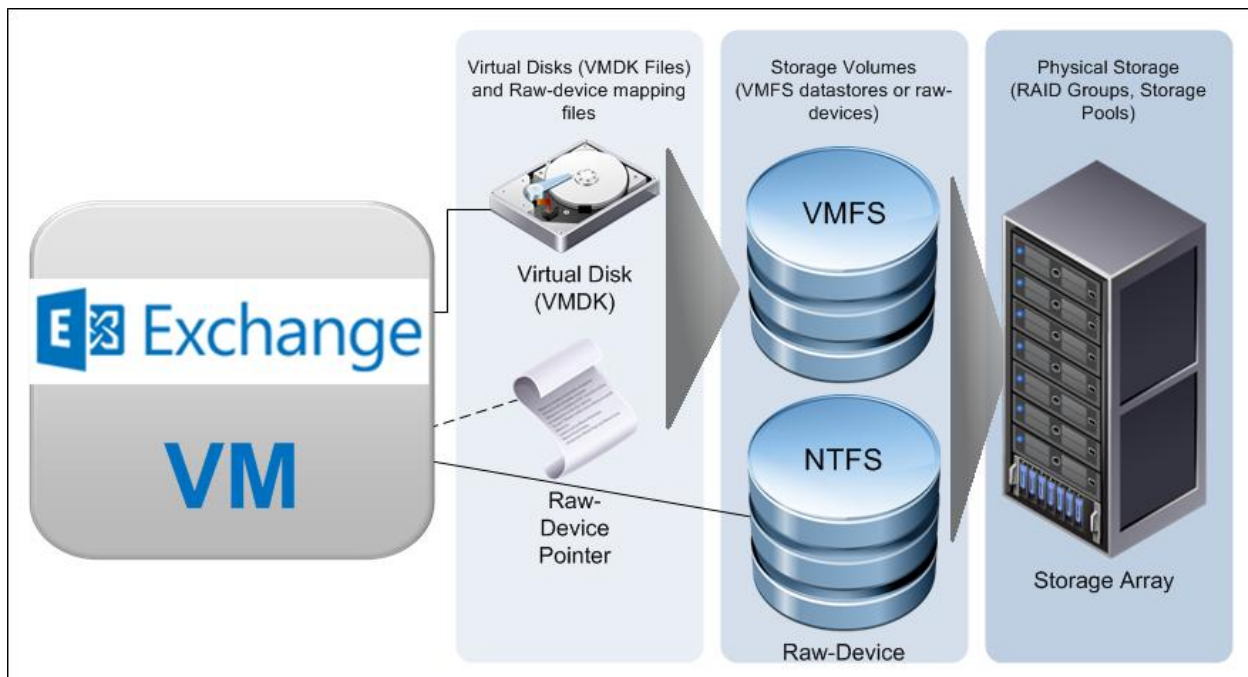 Virtual Disks (VMDK Files)
and Raw-device mapping
files
Storage Volumes
(VMFS datastores or raw-
devices)
Physical Storage
(RAID Groups, Storage
Pools)
E Exchange
VM
Virtual Disk
(VMDK)
Raw-
Device
Pointer
VMFS
NTFS
Raw-Device
Storage Array